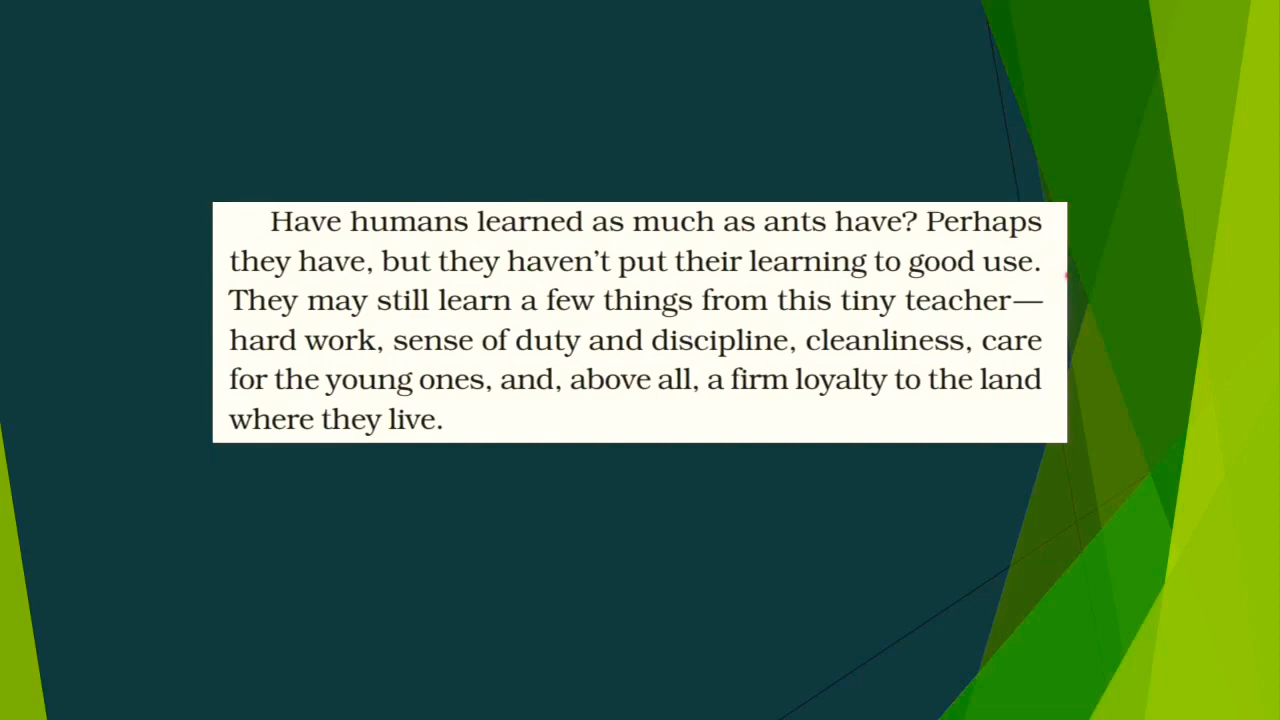 Have humans learned as much as ants have? Perhaps
they have, but they haven't put their learning to good use.
They may still learn a few things from this tiny teacher—
hard work, sense of duty and discipline, cleanliness, care
for the young ones, and, above all, a firm loyalty to the land
where they live.